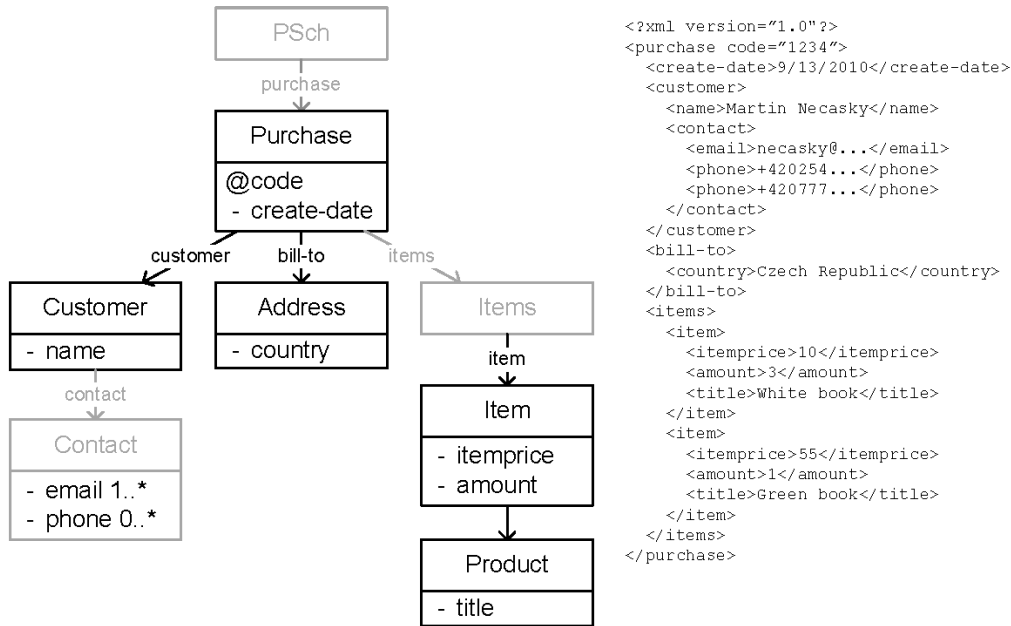 PSch
purchase
Purchase
@code
- create-date
customer
bill-to
items
Customer
- name
Address
- country
Items
contact
item
Contact
- email 1..*
- phone 0..*
Item
- itemprice
- amount
Product
- title
<?xml version="1.0"?>
<purchase code="1234">
<create-date>9/13/2010</create-date>
<customer>
<name>Martin Necasky</name>
<contact>
<email>necasky@...</email>
<phone>+420254...</phone>
<phone>+420777...</phone>
</contact>
</customer>
<bill-to>
<country>Czech Republic</country>
</bill-to>
<items>
<item>
<itemprice>10</itemprice>
<amount>3</amount>
<title>White book</title>
</item>
<item>
<itemprice>55</itemprice>
<amount>1</amount>
<title>Green book</title>
</item>
</items>
</purchase>